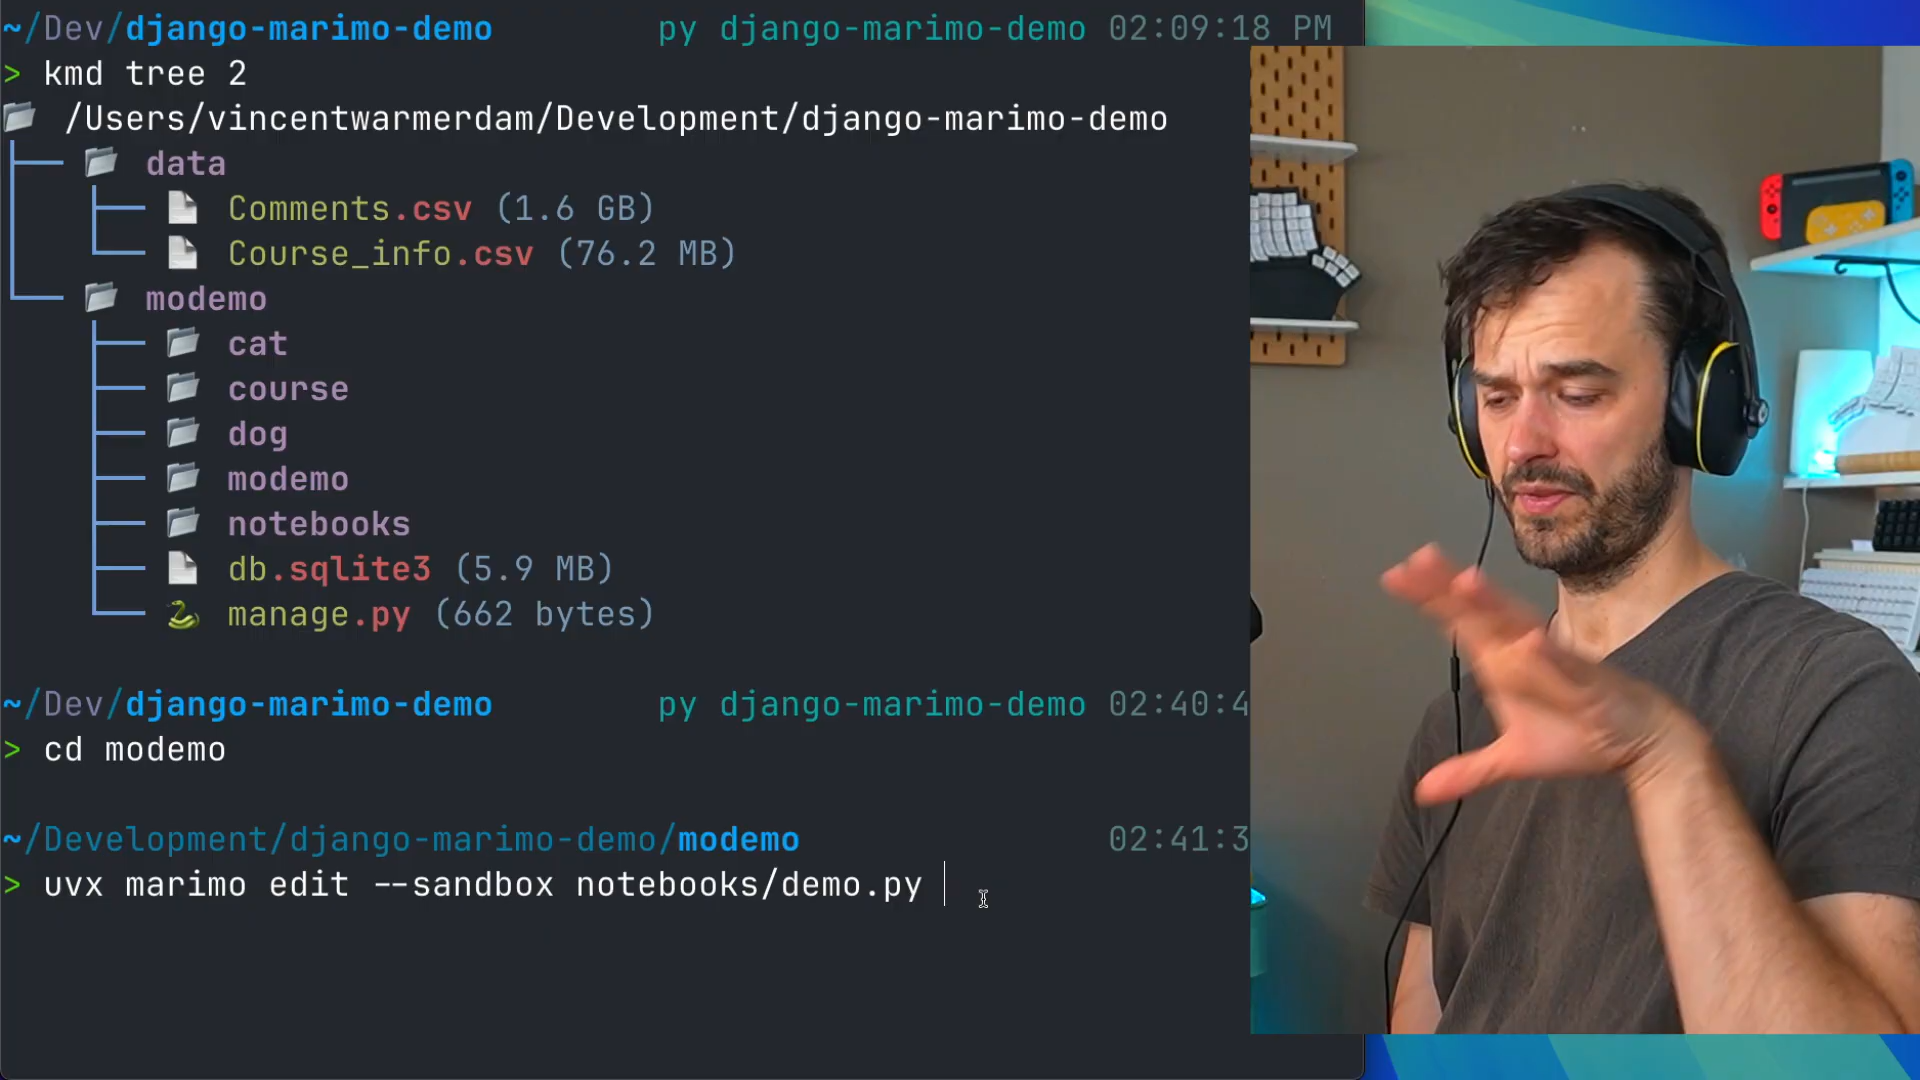 ~/Dev/django-marimo-demo py django-marimo-demo 02:09:18 PM
> kmd tree 2
/Users/vincentwarmerdam/Development/django-marimo-demo
data
Comments.csv (1.6 GB)
Course_info.csv (76.2 MB)
modemo
cat
course
dog
modemo
notebooks
db.sqlite3 (5.9 MB)
manage.py (662 bytes)
~/Dev/django-marimo-demo py django-marimo-demo 02:40:4
> cd modemo
~/Development/django-marimo-demo/modemo 02:41:3
> uvx marimo edit --sandbox notebooks/demo.py